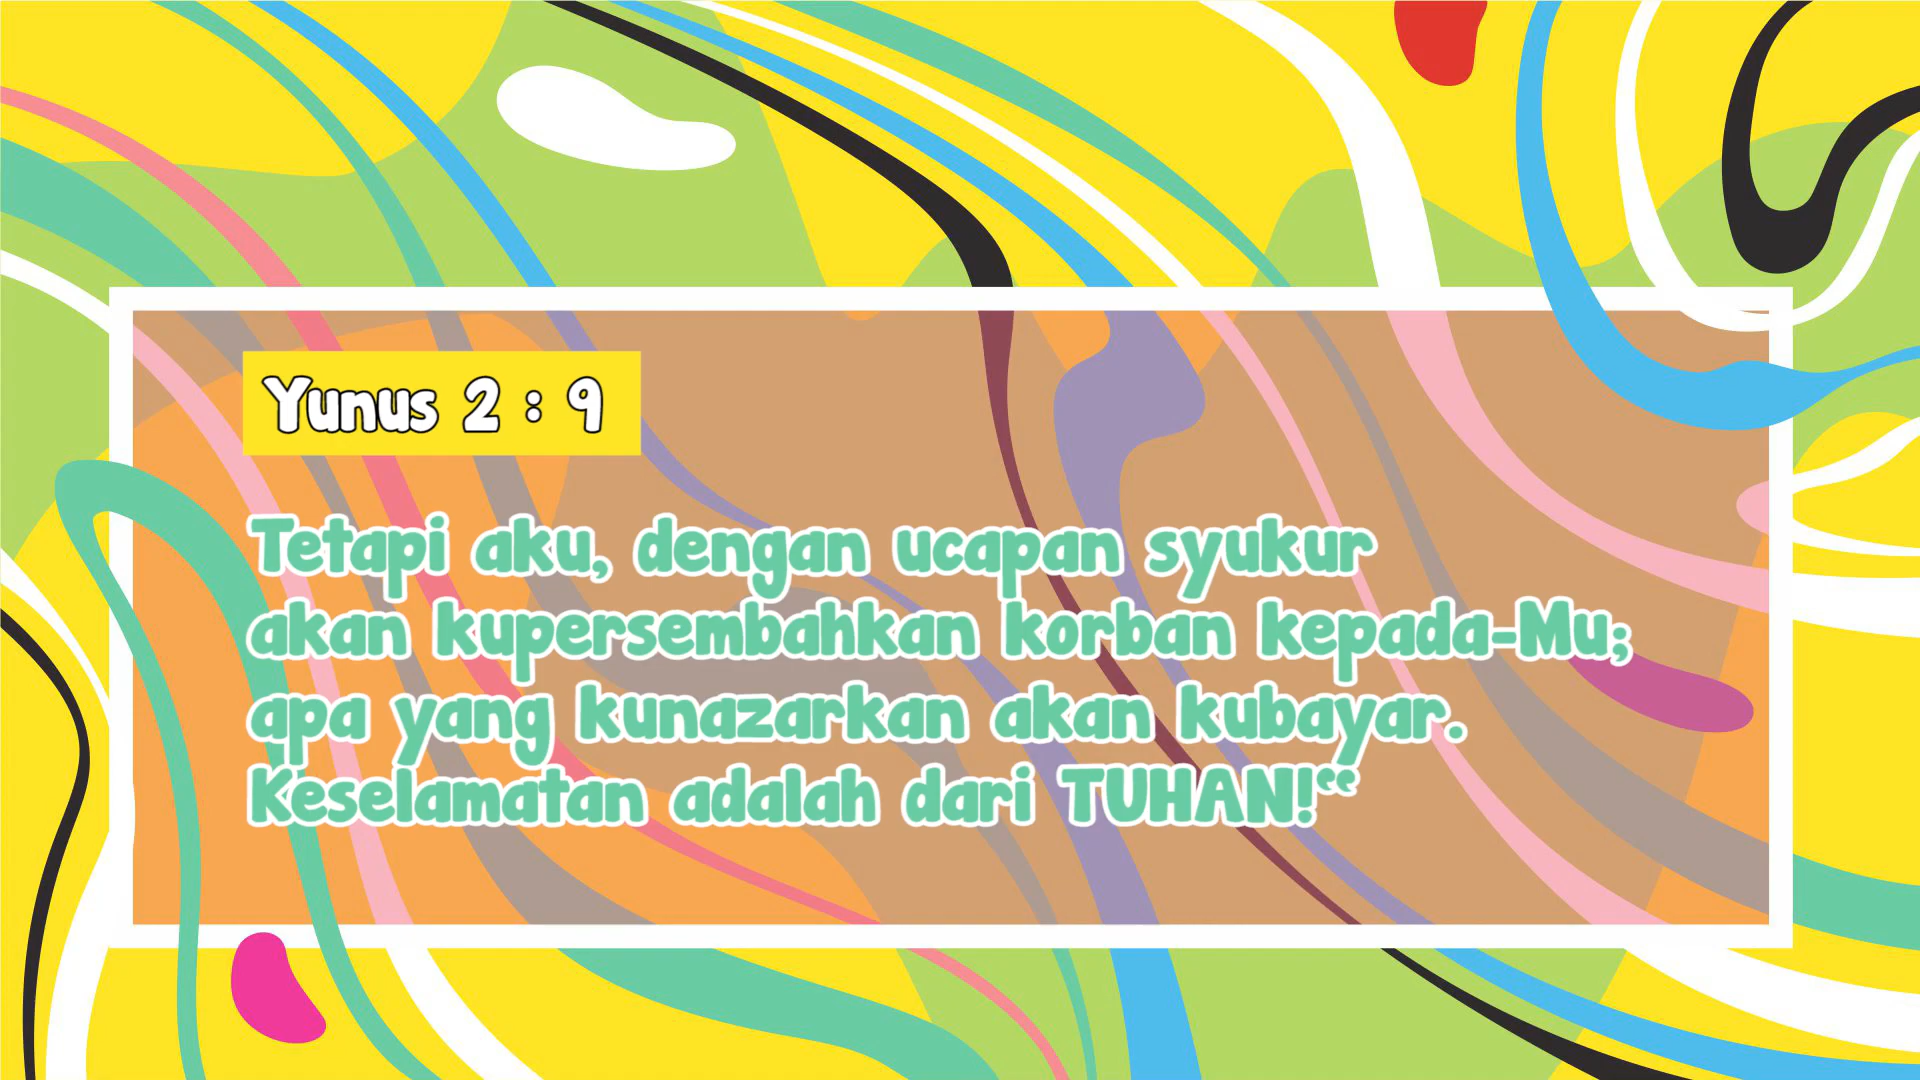 Yunus 2 : 9
Tetapi aku, dengan ucapan syukur
akan kupersembahkan korban kepada-Mu;
apa yang kunazarkan akan kubayar.
Keselamatan adalah dari TUHAN!“